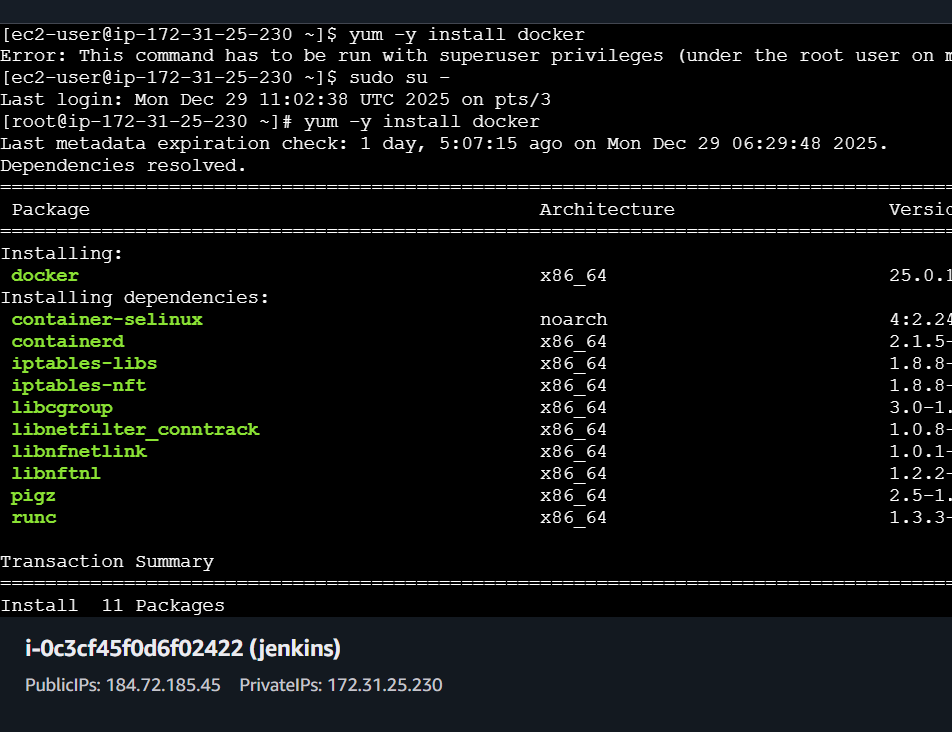 [ec2-user@ip-172-31-25-230 ~]$ yum -y install docker
Error: This command has to be run with superuser privileges (under the root user on m
[ec2-user@ip-172-31-25-230 ~]$ sudo su -
Last login: Mon Dec 29 11:02:38 UTC 2025 on pts/3
[root@ip-172-31-25-230 ~]# yum -y install docker
Last metadata expiration check: 1 day, 5:07:15 ago on Mon Dec 29 06:29:48 2025.
Dependencies resolved.
Package Architecture Versio
Installing:
docker x86_64 25.0.1
Installing dependencies:
container-selinux noarch 4:2.24
containerd x86_64 2.1.5-
iptables-libs x86_64 1.8.8-
iptables-nft x86_64 1.8.8-
libcgroup x86_64 3.0-1.
libnetfilter_conntrack x86_64 1.0.8-
libnfnetlink x86_64 1.0.1-
libnftnl x86_64 1.2.2-
pigz x86_64 2.5-1.
runc x86_64 1.3.3-
Transaction Summary
Install 11 Packages
i-0c3cf45f0d6f02422 (jenkins)
PublicIPs: 184.72.185.45 PrivateIPs: 172.31.25.230